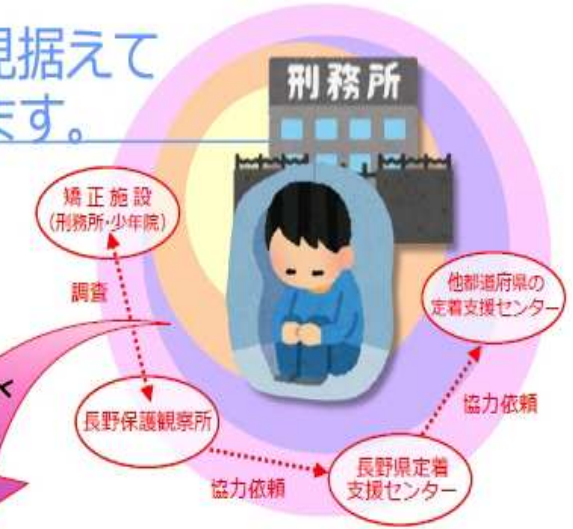 見据えて
ます。
刑務所
矯正施設
(刑務所・少年院)
調査
他都道府県の
定着支援センター
協力依頼
長野保護観察所
協力依頼
長野県定着
支援センター